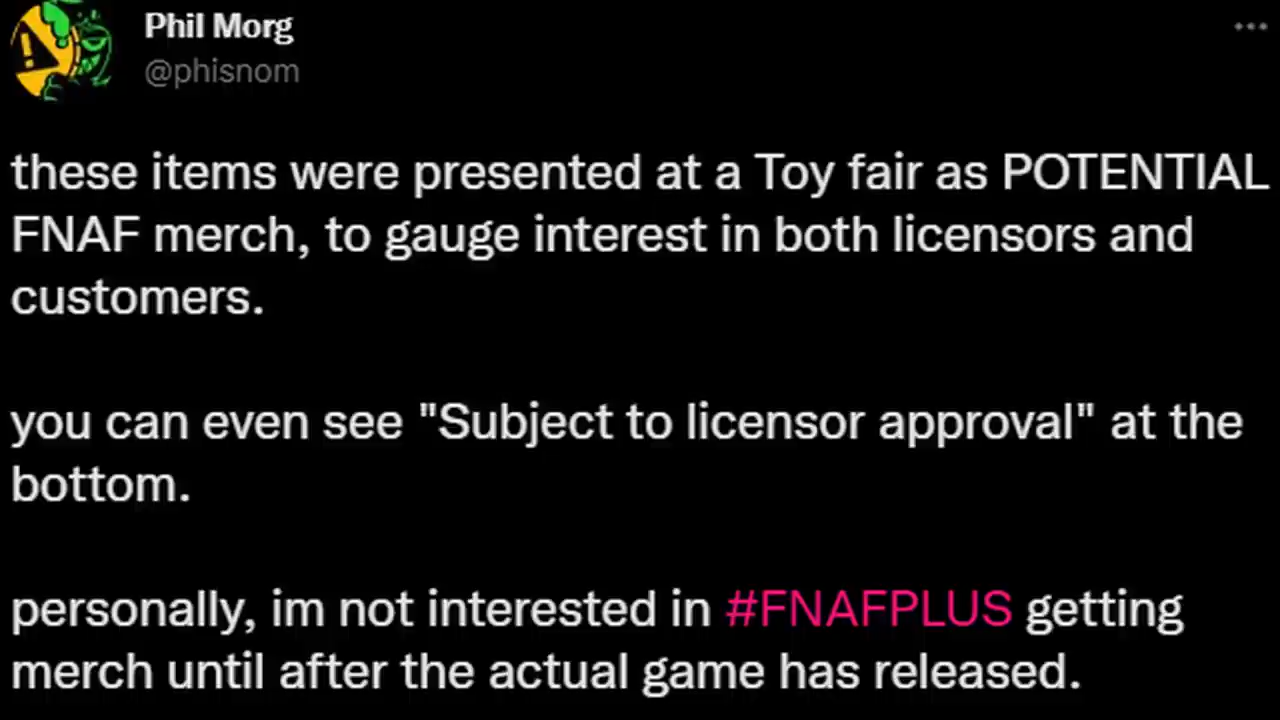 Phil Morg
@phisnom
these items were presented at a Toy fair as POTENTIAL
FNAF merch, to gauge interest in both licensors and
customers.
you can even see "Subject to licensor approval" at the
bottom.
personally, im not interested in #FNAFPLUS getting
merch until after the actual game has released.